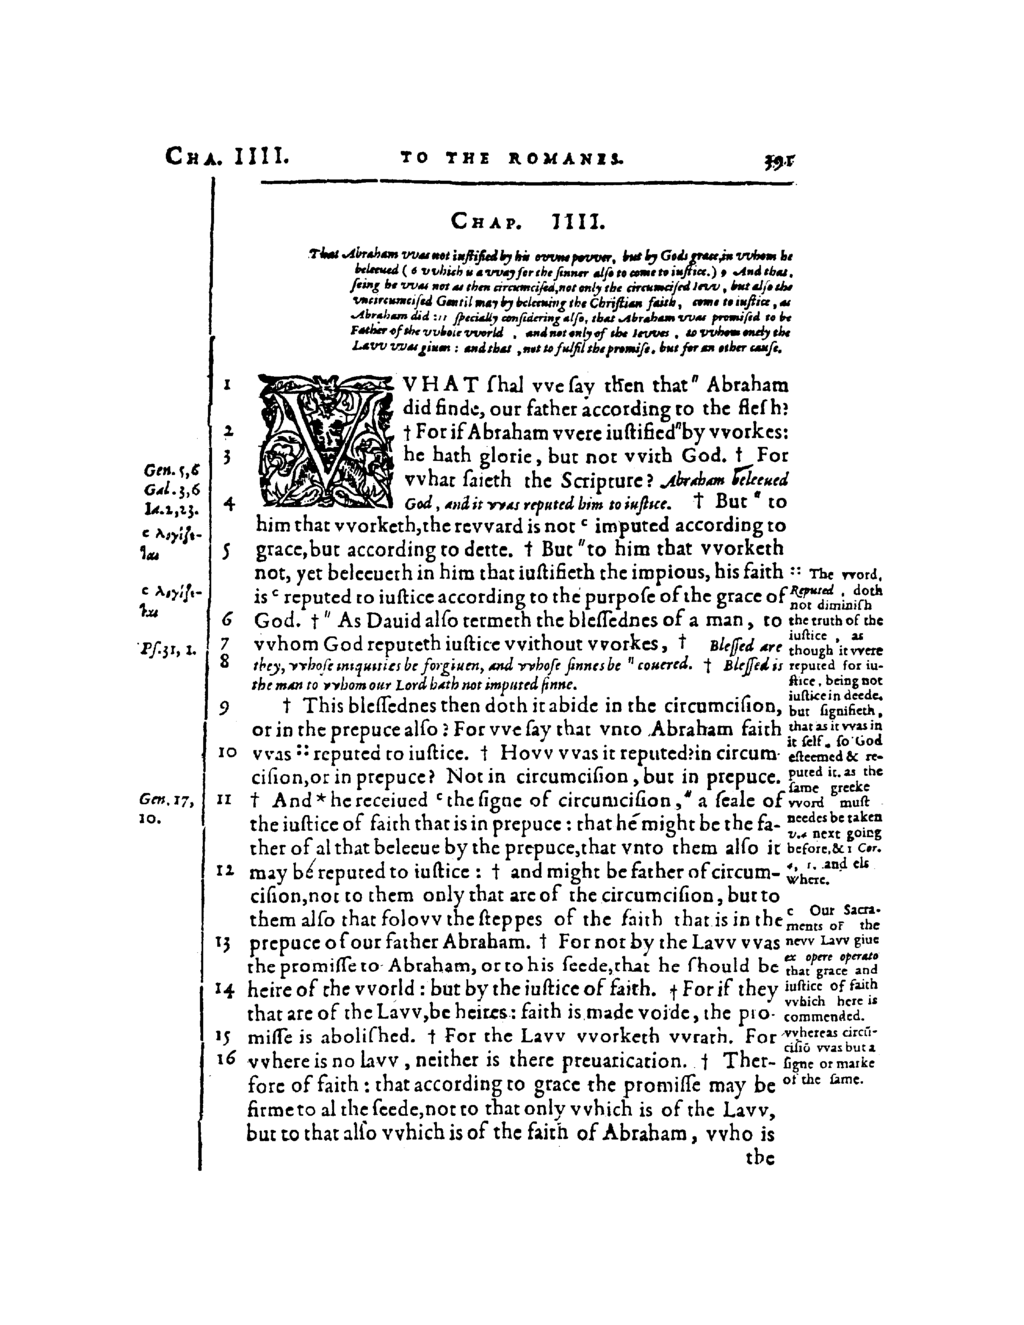 CHA. IIII. TO THE ROMANES. 391
CHAP. IIII.
That Abraham vvas not iuſtified by his ovvne povver, but by Gods grace, in vvhom he
beleeued (6 vvhich is a vvay for the ſinner alſo to come to iuſtice.) 9 And that,
ſeing he vvas not as then circumciſed, not only the circumciſed Ievv, but alſo the
vncircumciſed Gentil may by beleeuing the Chriſtian faith, come to iuſtice, as
Abraham did ſpecially conſidering alſo, that Abraham vvas promiſed to be
Father of the vvhole vvorld, and not only of the Ievves, to vvhom onely the
Lavv vvas giuen: and that, not to fulfil the promiſe, but for an other cauſe.
1 VVHAT ſhal vve ſay then that" Abraham
did finde, our father according to the fleſh?
2 † For if Abraham vvere iuſtified"by vvorkes:
3 he hath glorie, but not vvith God. † For
vvhat ſaieth the Scripture? Abraham beleeued
4 God, and it vvas reputed him to iuſtice. † But " to
him that vvorketh, the revvard is not ᶜ imputed according to
5 grace, but according to dette. † But "to him that vvorketh
not, yet beleeueth in him that iuſtifieth the impious, his faith
is ᶜ reputed to iuſtice according to the purpoſe of the grace of
6 God. †" As Dauid alſo termeth the bleſſednes of a man, to
7 vvhom God reputeth iuſtice vvithout vvorkes, † Bleſſed are
8 they, vvhoſe iniquities be forgiuen, and vvhoſe ſinnes be " couered. † Bleſſed is
the man to vvhom our Lord hath not imputed ſinne.
9 † This bleſſednes then doth it abide in the circumciſion,
or in the prepuce alſo? For vve ſay that vnto Abraham faith
10 vvas :: reputed to iuſtice. † Hovv vvas it reputed? in circum-
ciſion, or in prepuce? Not in circumciſion, but in prepuce.
11 † And * he receiued ᶜ the ſigne of circumciſion, " a ſeale of
the iuſtice of faith that is in prepuce: that he might be the fa-
ther of al that beleeue by the prepuce, that vnto them alſo it
12 may be reputed to iuſtice: † and might be father of circum-
ciſion, not to them only that are of the circumciſion, but to
them alſo that folovv the ſteppes of the faith that is in the
13 prepuce of our father Abraham. † For not by the Lavv vvas
the promiſſe to Abraham, or to his ſeede, that he ſhould be
14 heire of the vvorld: but by the iuſtice of faith. † For if they
that are of the Lavv, be heires: faith is made voide, the pro-
15 miſſe is aboliſhed. † For the Lavv vvorketh vvrath. For
16 vvhere is no lavv, neither is there preuarication. † Ther-
fore of faith: that according to grace the promiſſe may be
firme to al the ſeede, not to that only vvhich is of the Lavv,
but to that alſo vvhich is of the faith of Abraham, vvho is
the
Gen. 15,6
Gal. 3,6
Ia. 2,23.
c λογίζε-
ται
c λογίζε-
ται
Pſ. 31, 1.
Gen. 17,
10.
:: The vvord,
Reputed, doth
not diminiſh
the truth of the
iuſtice, as
though it vvere
reputed for iu-
ſtice, being not
iuſtice in deede,
but ſignifieth,
that as it vvas in
it ſelf, ſo God
eſteemed & re-
puted it. as the
ſame greeke
vvord muſt
needes be taken
v. 4 next going
before, & 1 Cor.
4, 1. and els
where.
c Our Sacra-
ments of the
nevv Lavv giue
ex opere operato
that grace and
iuſtice of faith
vvhich here is
commended.
vvhereas circũ-
ciſiõ vvas but a
ſigne or marke
of the ſame.